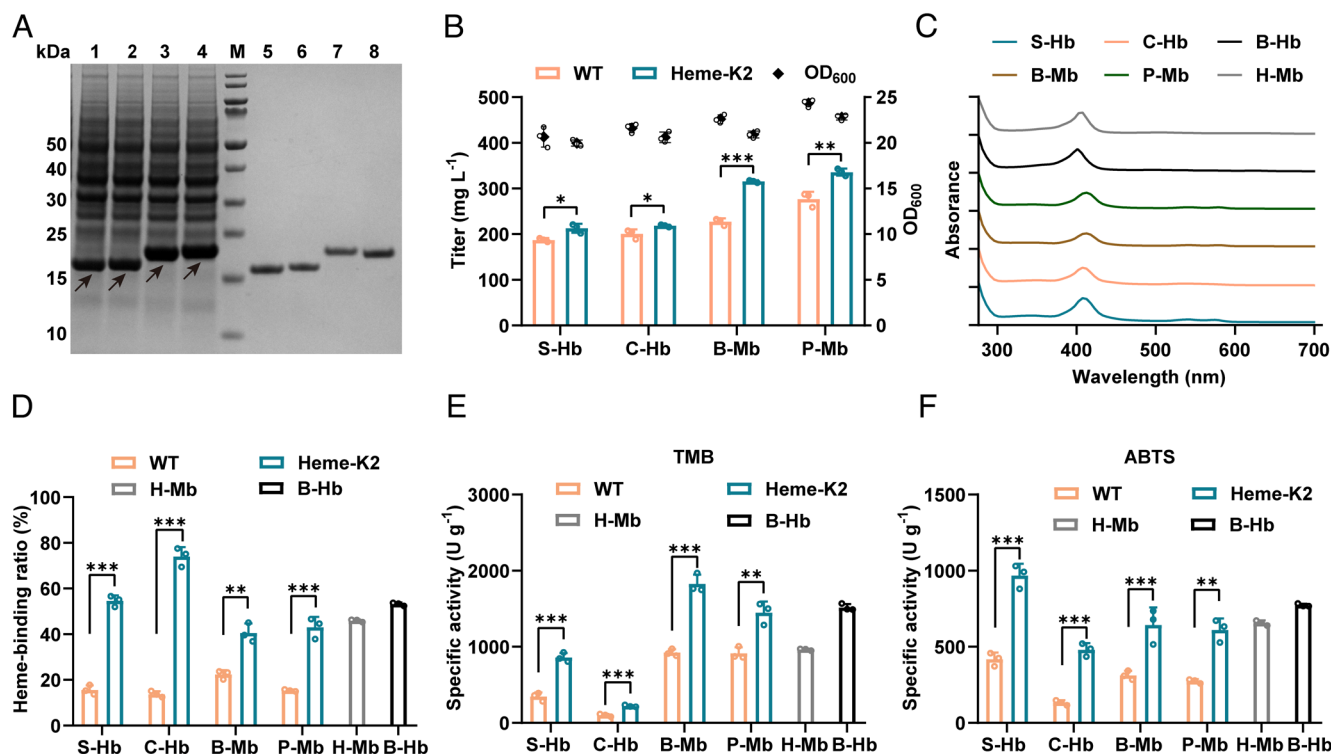 A
kDa 1 2 3 4 M 5 6 7 8
50
40
30
25
15
10
B
WT Heme-K2 OD600
Titer (mg L-1)
500
400
300
200
100
0
25
20
15
10
5
0
OD600
* * *** **
S-Hb C-Hb B-Mb P-Mb
C
S-Hb C-Hb B-Hb
B-Mb P-Mb H-Mb
Absorance
300 400 500 600 700
Wavelength (nm)
D
WT Heme-K2
H-Mb B-Hb
Heme-binding ratio (%)
100
80
60
40
20
0
*** *** ** ***
S-Hb C-Hb B-Mb P-Mb H-Mb B-Hb
E
TMB
WT Heme-K2
H-Mb B-Hb
Specific activity (U g-1)
3000
2000
1000
0
*** *** *** **
S-Hb C-Hb B-Mb P-Mb H-Mb B-Hb
F
ABTS
WT Heme-K2
H-Mb B-Hb
Specific activity (U g-1)
1500
1000
500
0
*** *** *** **
S-Hb C-Hb B-Mb P-Mb H-Mb B-Hb